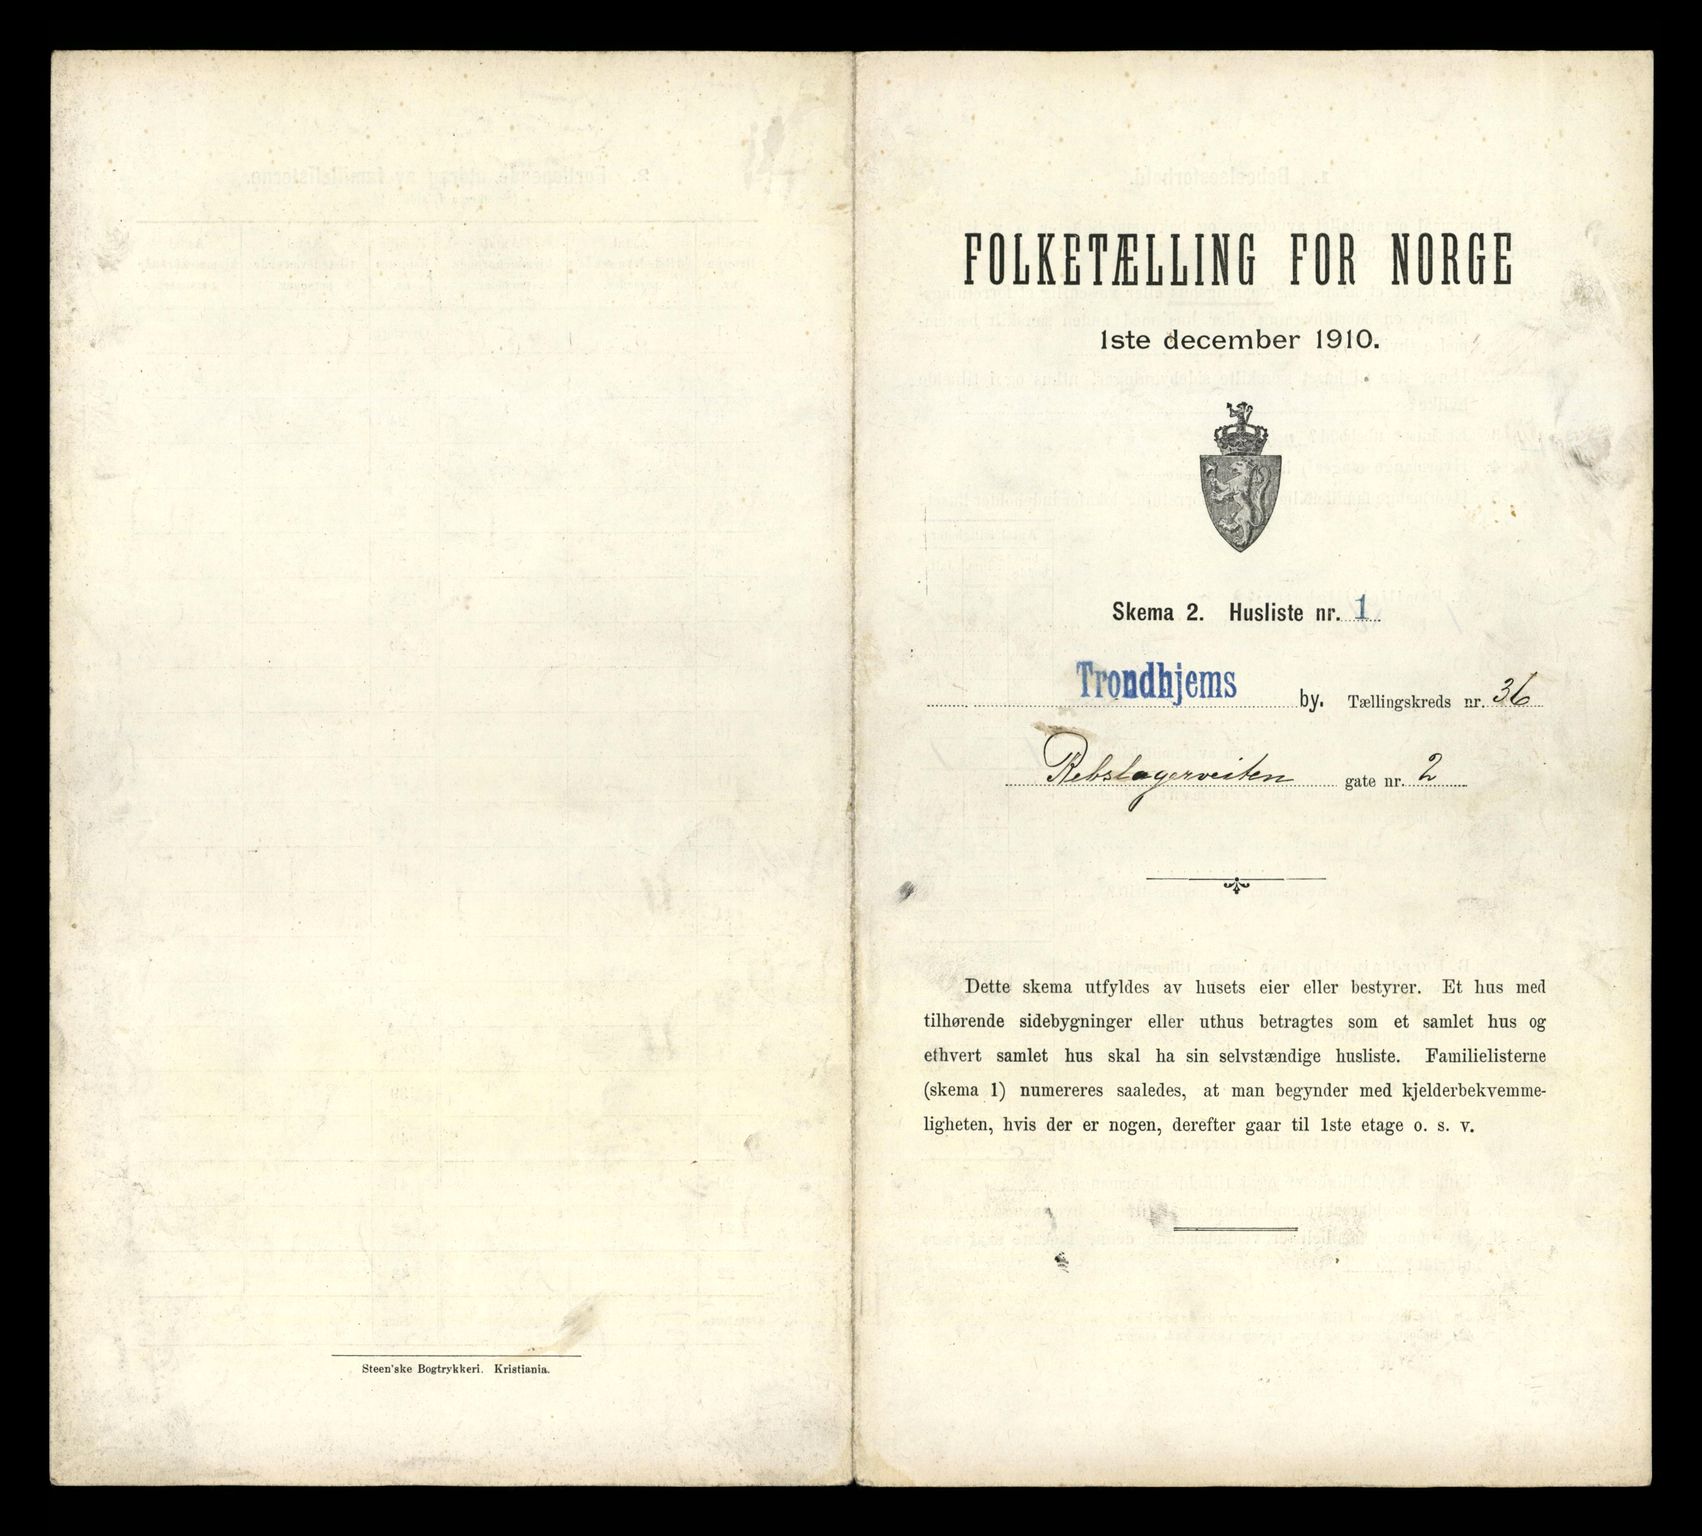 FOLKETÆLLING FOR NORGE
1ste december 1910.
Skema 2. Husliste nr. 1
Trondhjems by. Tællingskreds nr. 36
Rebslagerveiten gate nr. 2
Dette skema utfyldes av husets eier eller bestyrer. Et hus med
tilhørende sidebygninger eller uthus betragtes som et samlet hus og
ethvert samlet hus skal ha sin selvstændige husliste. Familielisterne
(skema 1) numereres saaledes, at man begynder med kjelderbekvemme-
ligheten, hvis der er nogen, derefter gaar til 1ste etage o. s. v.
Steen'ske Bogtrykkeri. Kristiania.